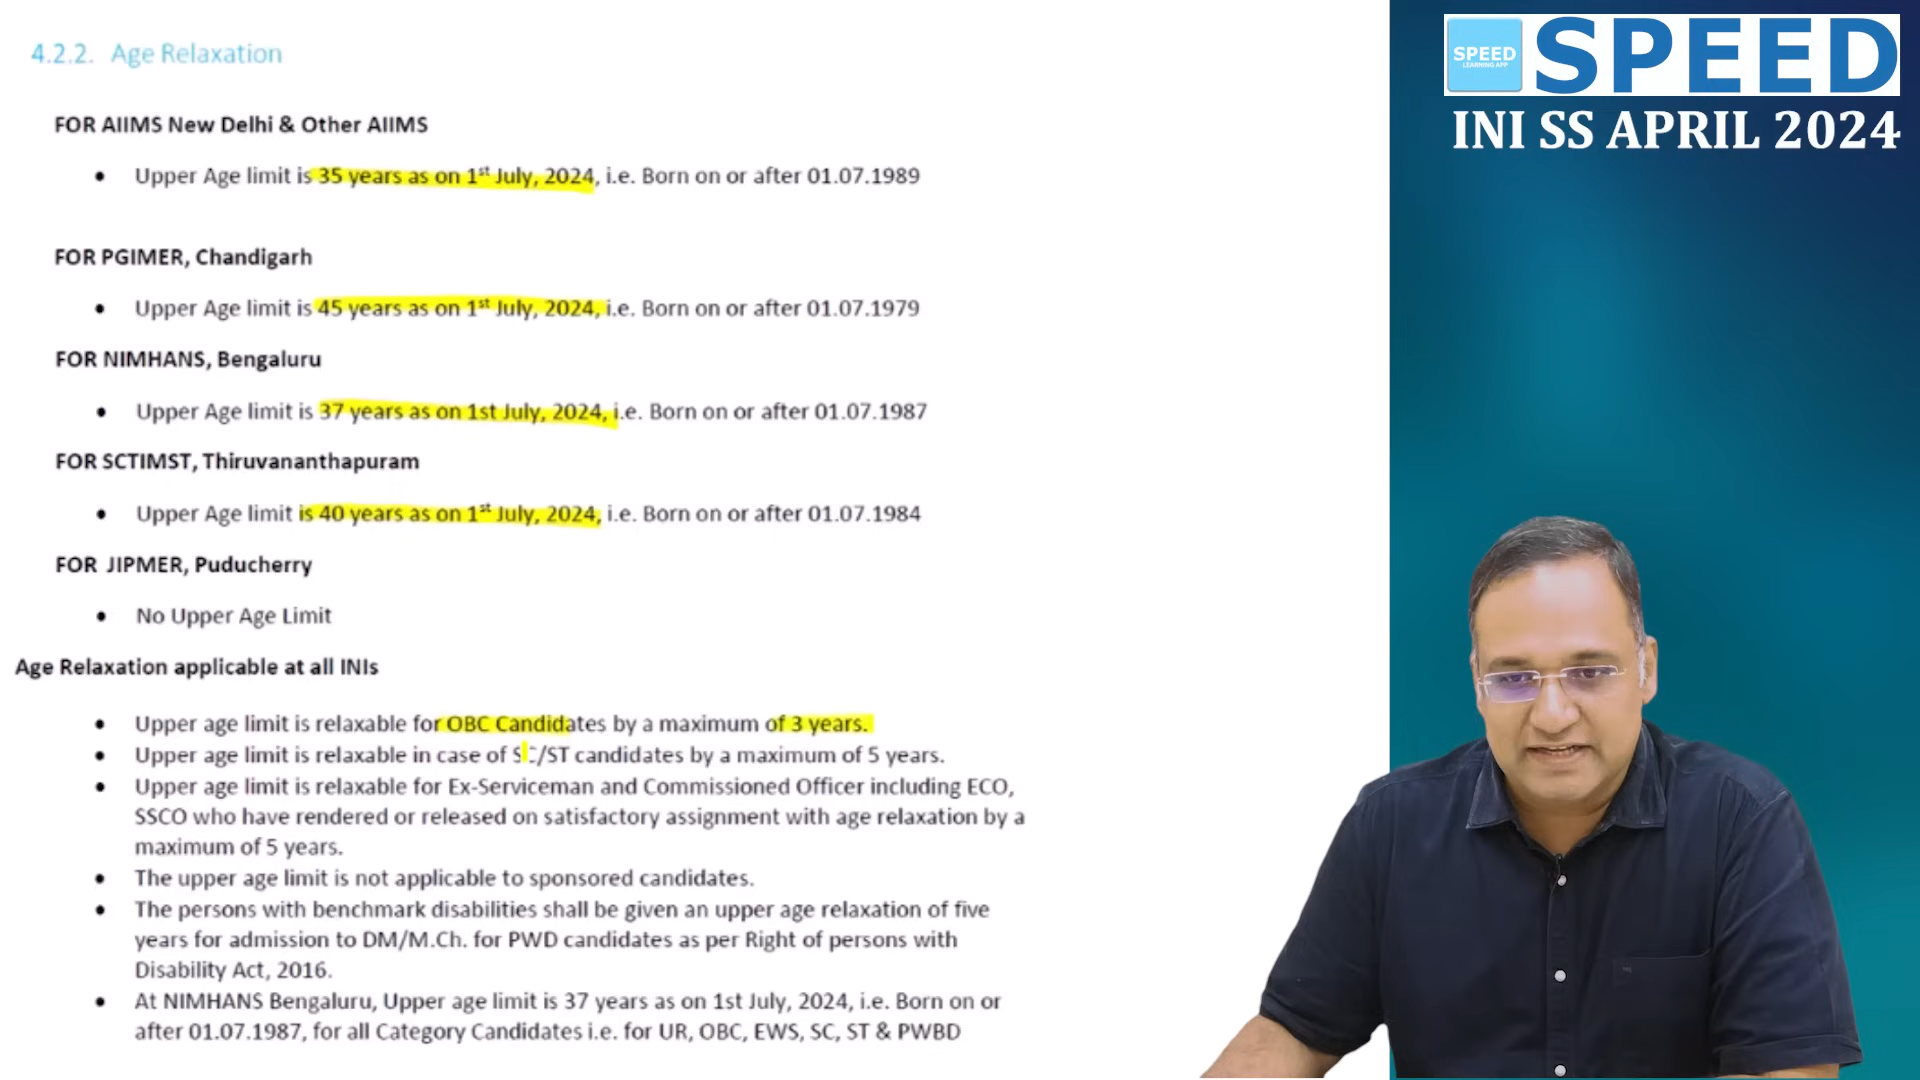 4.2.2. Age Relaxation
FOR AIIMS New Delhi & Other AIIMS
• Upper Age limit is 35 years as on 1st July, 2024, i.e. Born on or after 01.07.1989
FOR PGIMER, Chandigarh
• Upper Age limit is 45 years as on 1st July, 2024, i.e. Born on or after 01.07.1979
FOR NIMHANS, Bengaluru
• Upper Age limit is 37 years as on 1st July, 2024, i.e. Born on or after 01.07.1987
FOR SCTIMST, Thiruvananthapuram
• Upper Age limit is 40 years as on 1st July, 2024, i.e. Born on or after 01.07.1984
FOR JIPMER, Puducherry
• No Upper Age Limit
Age Relaxation applicable at all INIs
• Upper age limit is relaxable for OBC Candidates by a maximum of 3 years.
• Upper age limit is relaxable in case of SC/ST candidates by a maximum of 5 years.
• Upper age limit is relaxable for Ex-Serviceman and Commissioned Officer including ECO,
SSCO who have rendered or released on satisfactory assignment with age relaxation by a
maximum of 5 years.
• The upper age limit is not applicable to sponsored candidates.
• The persons with benchmark disabilities shall be given an upper age relaxation of five
years for admission to DM/M.Ch. for PWD candidates as per Right of persons with
Disability Act, 2016.
• At NIMHANS Bengaluru, Upper age limit is 37 years as on 1st July, 2024, i.e. Born on or
after 01.07.1987, for all Category Candidates i.e. for UR, OBC, EWS, SC, ST & PWBD
SPEED
LEARNING APP
SPEED
INI SS APRIL 2024